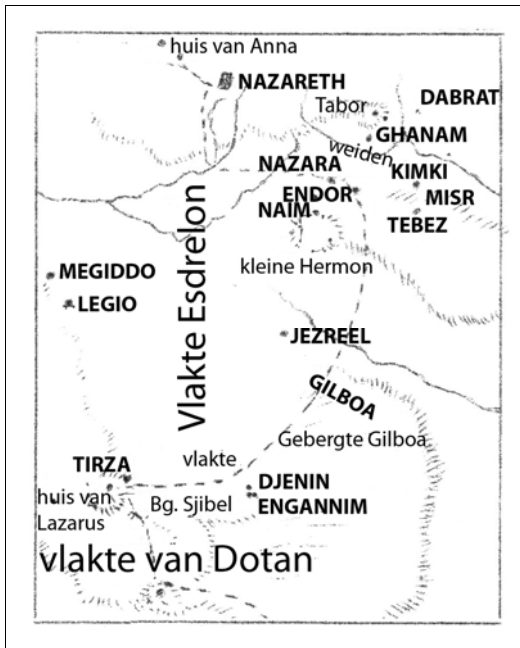 huis van Anna
NAZARETH
Tabor
DABRAT
GHANAM
weiden
NAZARA
KIMKI
ENDOR
MISR
NAIM
TEBEZ
kleine Hermon
MEGIDDO
Vlakte Esdrelon
LEGIO
JEZREEL
GILBOA
Gebergte Gilboa
vlakte
TIRZA
DJENIN
huis van
Lazarus
Bg. Sjibel
ENGANNIM
vlakte van Dotan